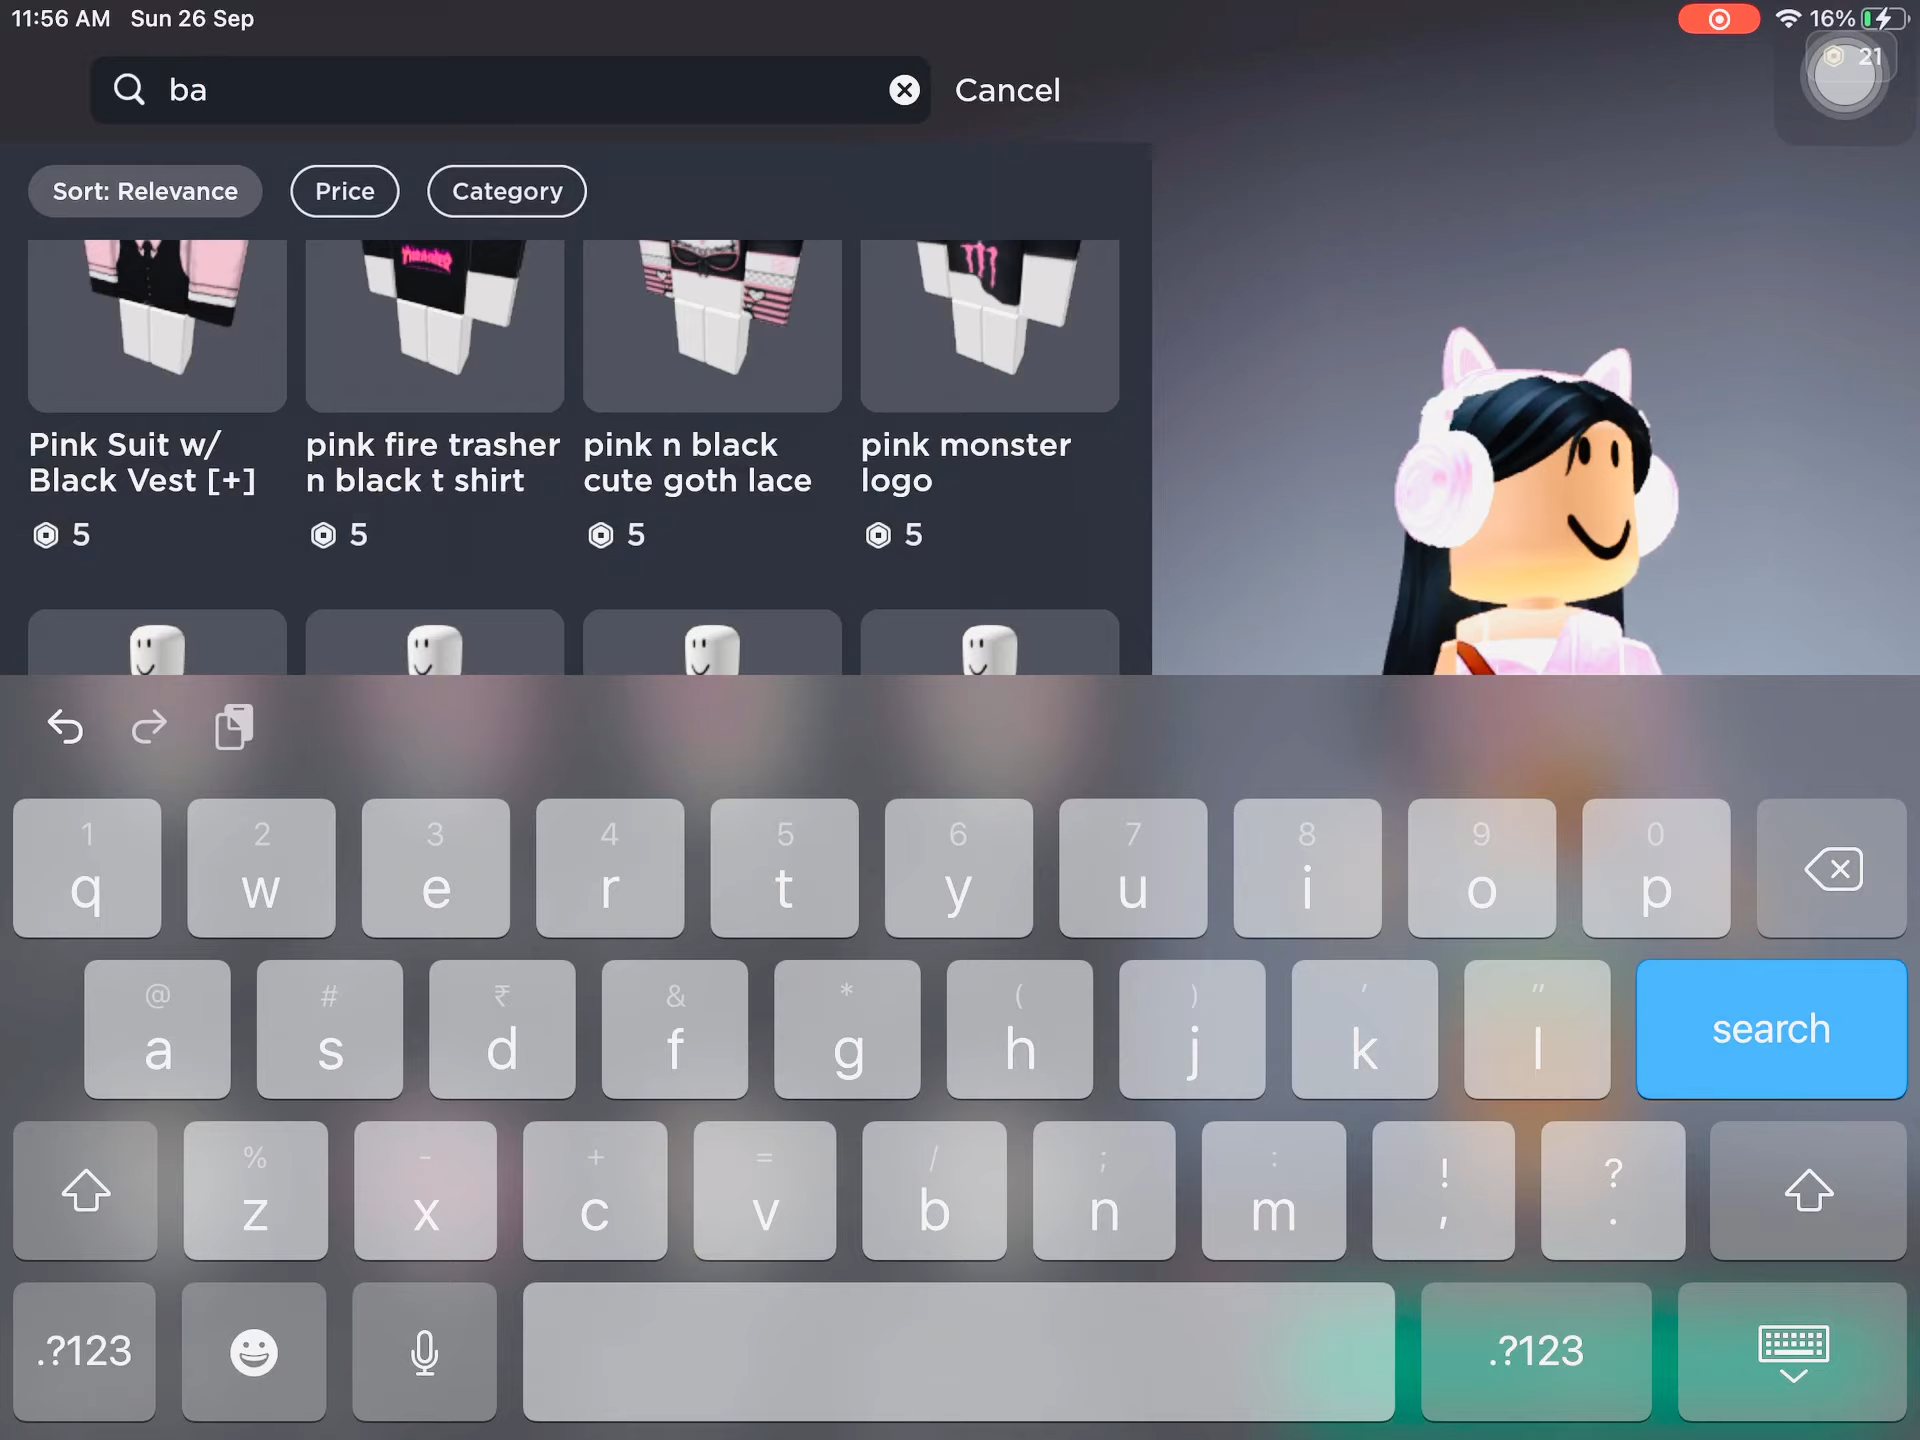 11:56 AM Sun 26 Sep
16%
21
ba
Cancel
Sort: Relevance
Price
Category
THRASHER
Pink Suit w/ Black Vest [+]
5
pink fire trasher n black t shirt
5
pink n black cute goth lace
5
pink monster logo
5
1 2 3 4 5 6 7 8 9 0
q w e r t y u i o p
@ # ₹ & * ( ) ' "
a s d f g h j k l search
% - + = / ; : ! ?
z x c v b n m , .
.?123 .?123